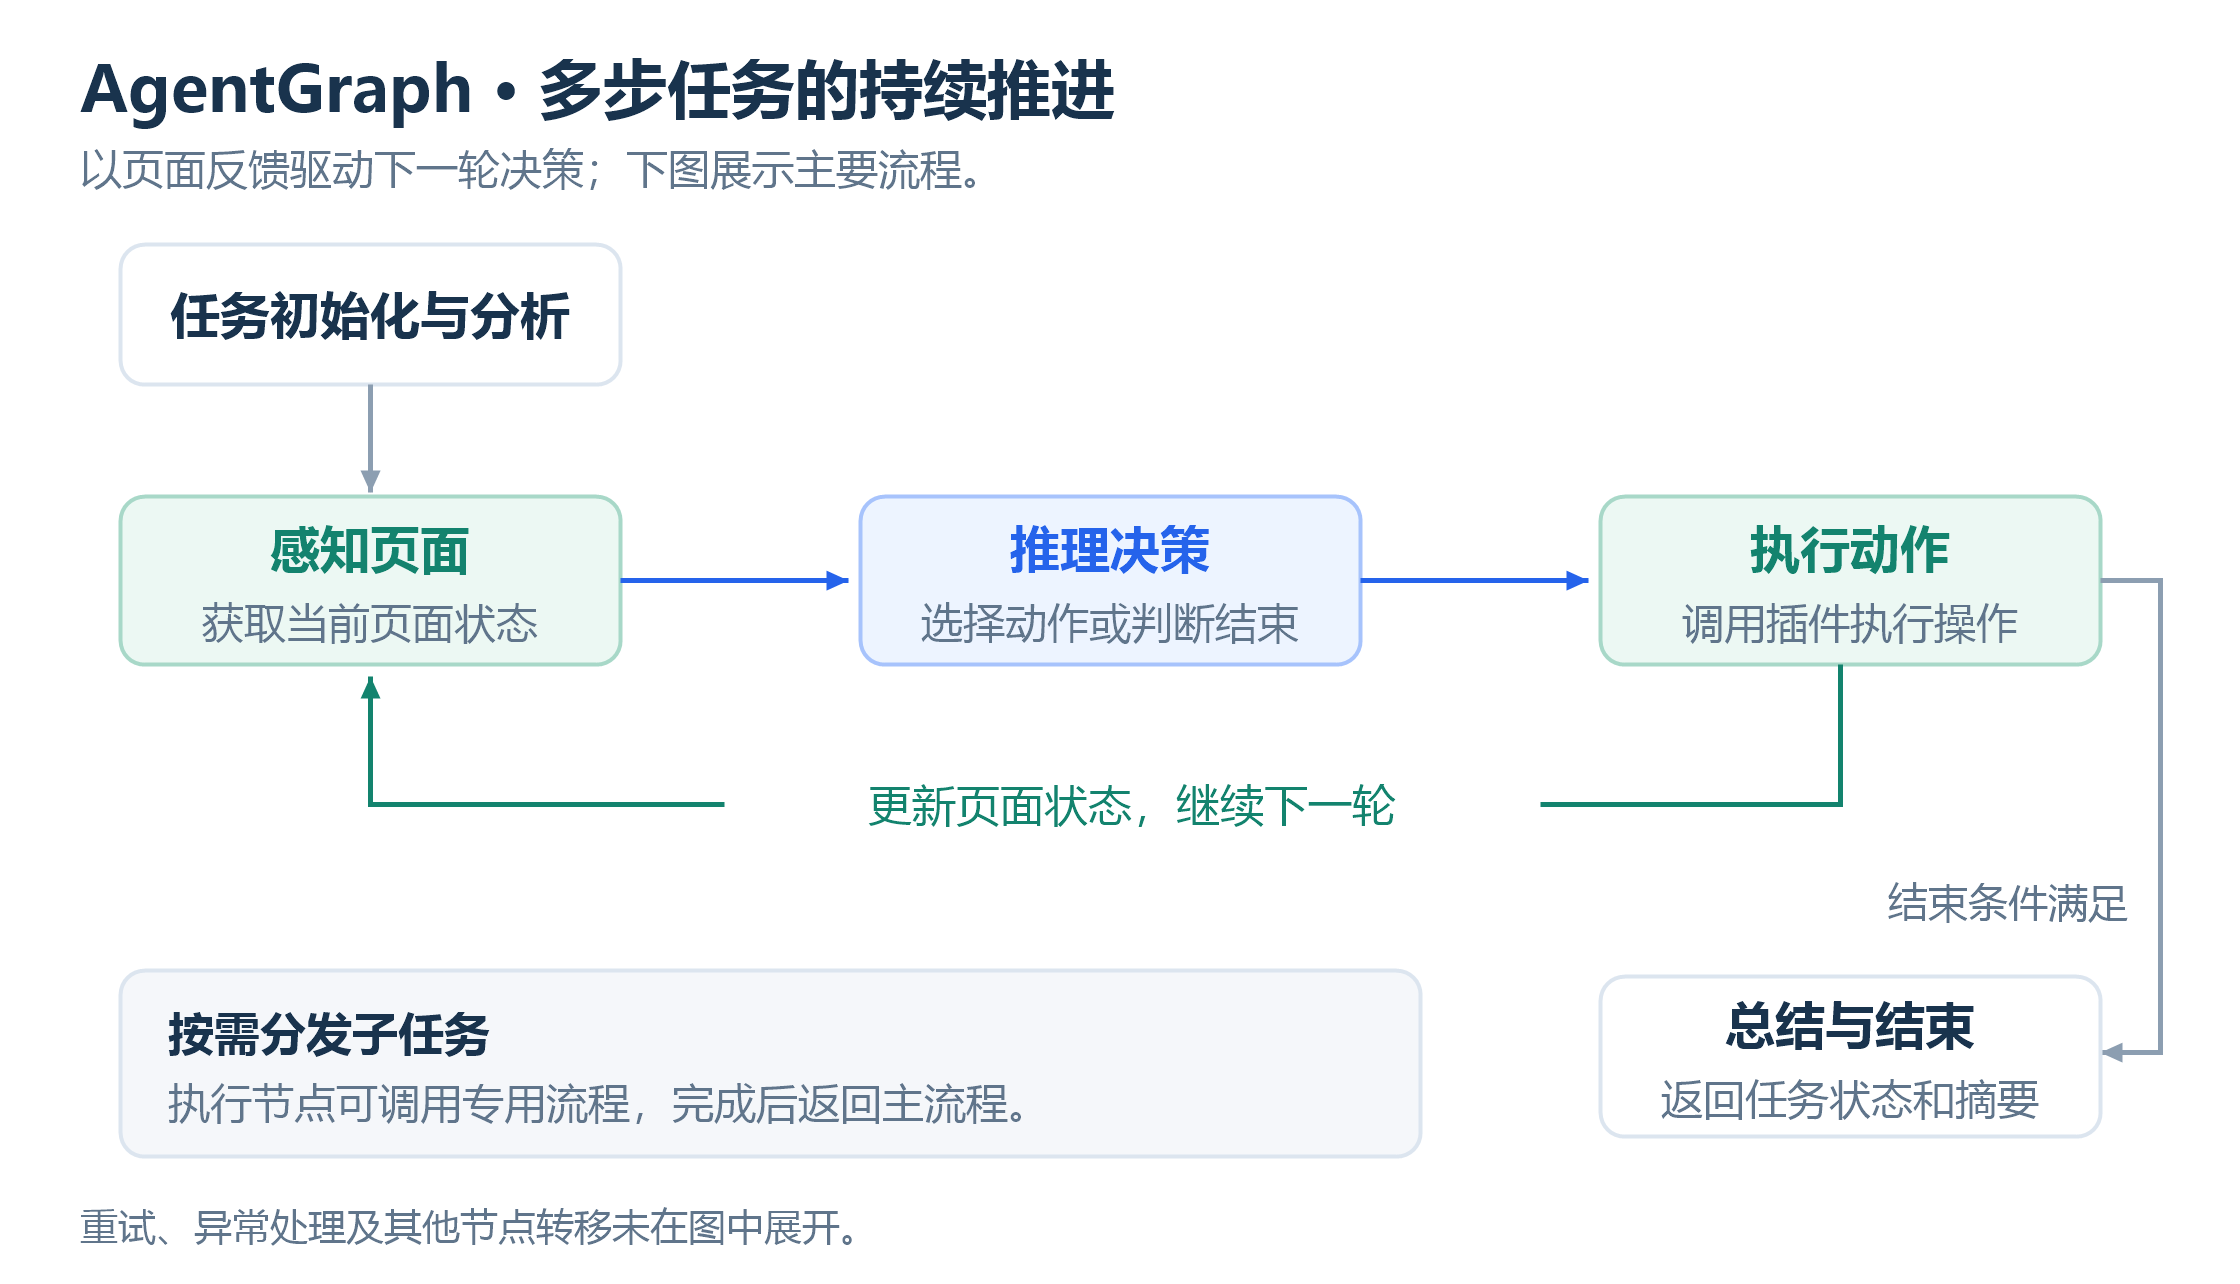 AgentGraph · 多步任务的持续推进
以页面反馈驱动下一轮决策；下图展示主要流程。
任务初始化与分析
感知页面
获取当前页面状态
推理决策
选择动作或判断结束
执行动作
调用插件执行操作
更新页面状态，继续下一轮
结束条件满足
按需分发子任务
执行节点可调用专用流程，完成后返回主流程。
总结与结束
返回任务状态和摘要
重试、异常处理及其他节点转移未在图中展开。